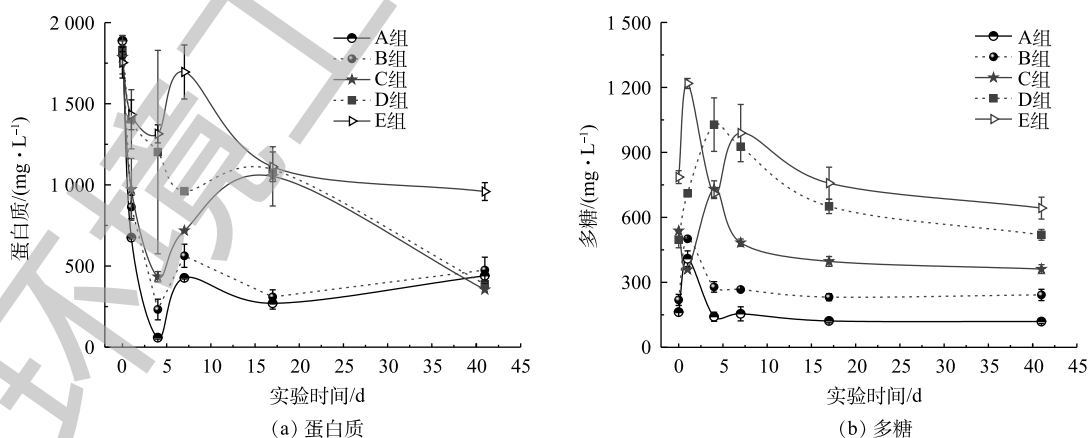 2 000
1 500
1 000
500
0
蛋白质/(mg·L⁻¹)
A组
B组
C组
D组
E组
0 5 10 15 20 25 30 35 40 45
实验时间/d
(a) 蛋白质
1 500
1 200
900
600
300
0
多糖/(mg·L⁻¹)
A组
B组
C组
D组
E组
0 5 10 15 20 25 30 35 40 45
实验时间/d
(b) 多糖
环境工